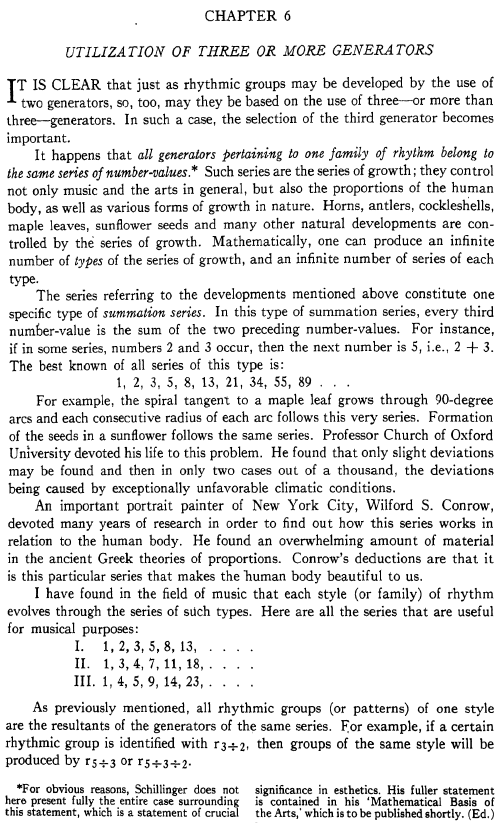 CHAPTER 6
UTILIZATION OF THREE OR MORE GENERATORS
IT IS CLEAR that just as rhythmic groups may be developed by the use of
two generators, so, too, may they be based on the use of three—or more than
three—generators. In such a case, the selection of the third generator becomes
important.
It happens that all generators pertaining to one family of rhythm belong to
the same series of number-values.* Such series are the series of growth; they control
not only music and the arts in general, but also the proportions of the human
body, as well as various forms of growth in nature. Horns, antlers, cockleshells,
maple leaves, sunflower seeds and many other natural developments are con-
trolled by the series of growth. Mathematically, one can produce an infinite
number of types of the series of growth, and an infinite number of series of each
type.
The series referring to the developments mentioned above constitute one
specific type of summation series. In this type of summation series, every third
number-value is the sum of the two preceding number-values. For instance,
if in some series, numbers 2 and 3 occur, then the next number is 5, i.e., 2 + 3.
The best known of all series of this type is:
1, 2, 3, 5, 8, 13, 21, 34, 55, 89 . . .
For example, the spiral tangent to a maple leaf grows through 90-degree
arcs and each consecutive radius of each arc follows this very series. Formation
of the seeds in a sunflower follows the same series. Professor Church of Oxford
University devoted his life to this problem. He found that only slight deviations
may be found and then in only two cases out of a thousand, the deviations
being caused by exceptionally unfavorable climatic conditions.
An important portrait painter of New York City, Wilford S. Conrow,
devoted many years of research in order to find out how this series works in
relation to the human body. He found an overwhelming amount of material
in the ancient Greek theories of proportions. Conrow's deductions are that it
is this particular series that makes the human body beautiful to us.
I have found in the field of music that each style (or family) of rhythm
evolves through the series of such types. Here are all the series that are useful
for musical purposes:
I. 1, 2, 3, 5, 8, 13, . . . .
II. 1, 3, 4, 7, 11, 18, . . . .
III. 1, 4, 5, 9, 14, 23, . . . .
As previously mentioned, all rhythmic groups (or patterns) of one style
are the resultants of the generators of the same series. For example, if a certain
rhythmic group is identified with r3÷2, then groups of the same style will be
produced by r5÷3 or r5÷3÷2.
*For obvious reasons, Schillinger does not
here present fully the entire case surrounding
this statement, which is a statement of crucial
significance in esthetics. His fuller statement
is contained in his 'Mathematical Basis of
the Arts,' which is to be published shortly. (Ed.)